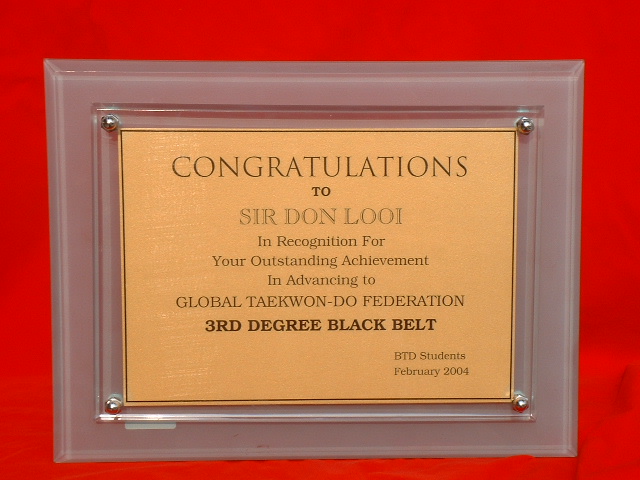 CONGRATULATIONS
TO
SIR DON LOOI
In Recognition For
Your Outstanding Achievement
In Advancing to
GLOBAL TAEKWON-DO FEDERATION
3RD DEGREE BLACK BELT
BTD Students
February 2004